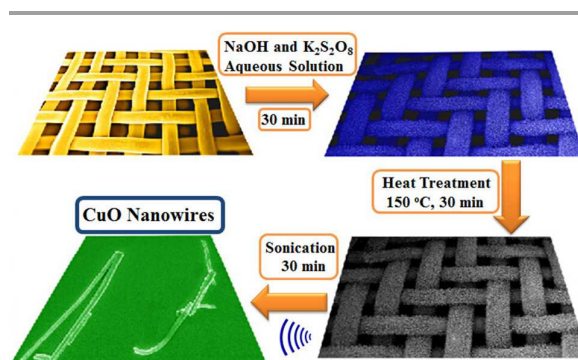 NaOH and K₂S₂O₈
Aqueous Solution
30 min
Heat Treatment
150 °C, 30 min
Sonication
30 min
CuO Nanowires